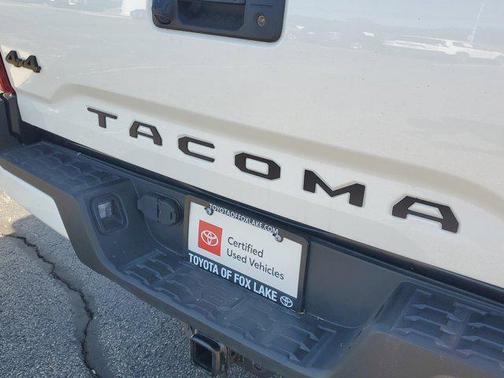 4x4
TACOMA
TOYOTAOFFOXLAKE.COM
Certified
Used Vehicles
TOYOTA OF FOX LAKE